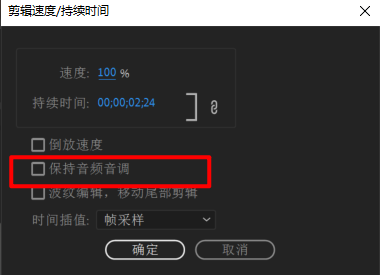 剪辑速度/持续时间
速度: 100 %
持续时间: 00;00;02;24
倒放速度
保持音频音调
波纹编辑，移动尾部剪辑
时间插值: 帧采样
确定 取消